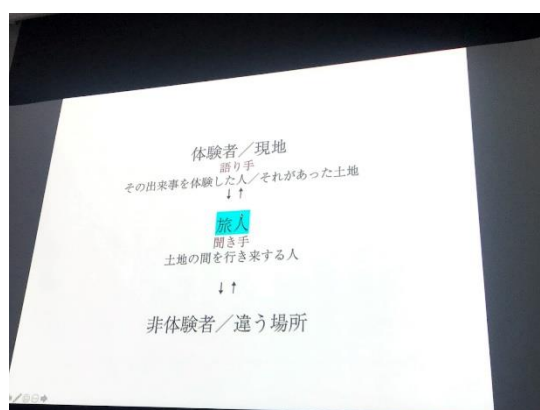 体験者／現地
語り手
その出来事を体験した人／それがあった土地
↓↑
旅人
聞き手
土地の間を行き来する人
↓↑
非体験者／違う場所